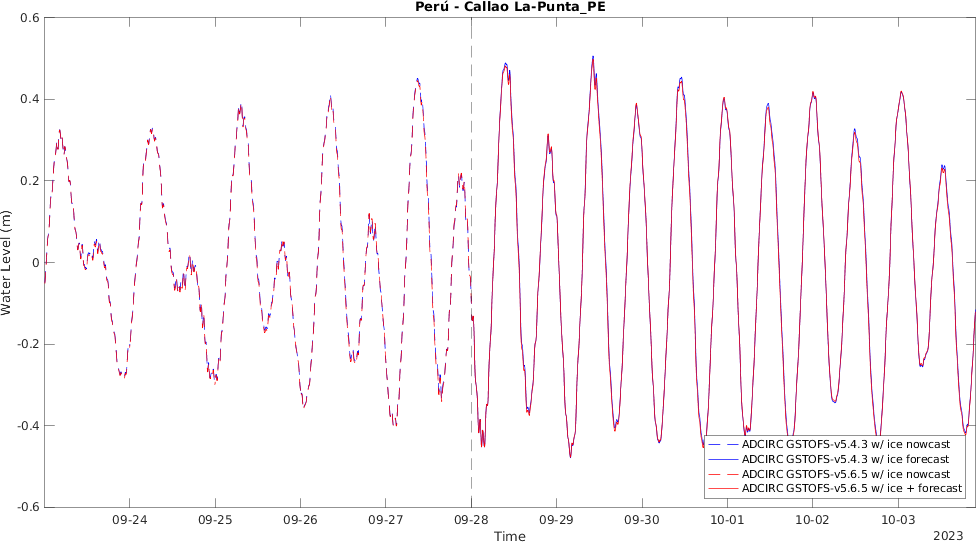 Perú - Callao La-Punta_PE
0.6
0.4
0.2
0
-0.2
-0.4
-0.6
Water Level (m)
ADCIRC GSTOFS-v5.4.3 w/ ice nowcast
ADCIRC GSTOFS-v5.4.3 w/ ice forecast
ADCIRC GSTOFS-v5.6.5 w/ ice nowcast
ADCIRC GSTOFS-v5.6.5 w/ ice + forecast
09-24 09-25 09-26 09-27 09-28 09-29 09-30 10-01 10-02 10-03
Time
2023